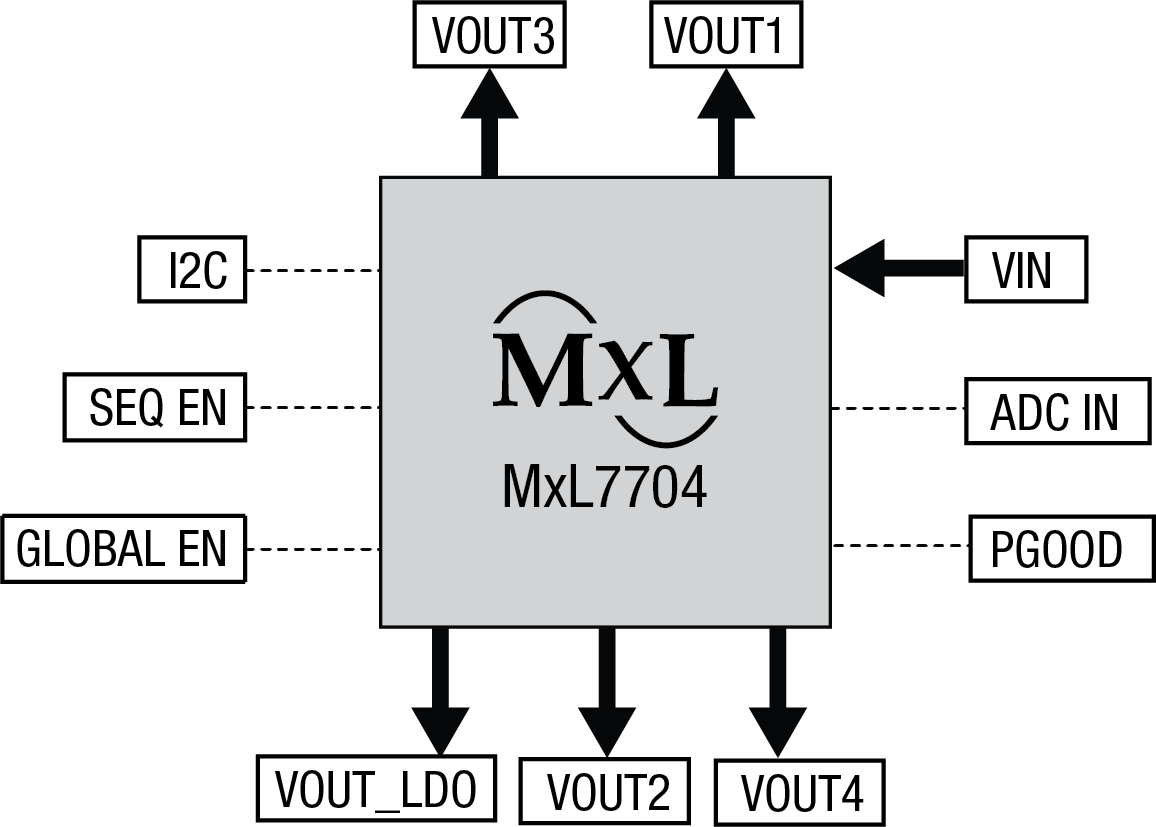 VOUT3
VOUT1
I2C
VIN
SEQ EN
MxL
ADC IN
MxL7704
GLOBAL EN
PGOOD
VOUT_LDO
VOUT2
VOUT4